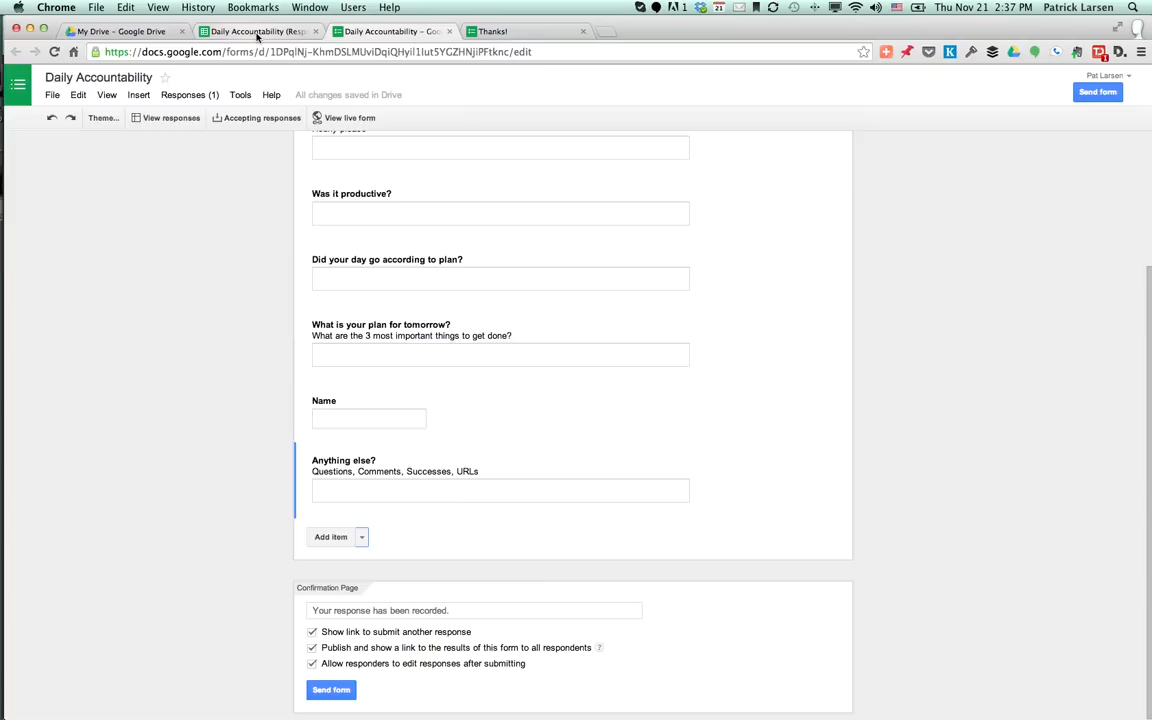 Chrome File Edit View History Bookmarks Window Users Help 1 21 Thu Nov 21 2:37 PM Patrick Larsen
My Drive – Google Drive × Daily Accountability (Resp × Daily Accountability – Goo × Thanks! ×
https://docs.google.com/forms/d/1DPqlNj-KhmDSLMUviDqiQHyil1Iut5YGZHNjiPFtknc/edit
Daily Accountability
Pat Larsen
File Edit View Insert Responses (1) Tools Help All changes saved in Drive
Send form
Theme... View responses Accepting responses View live form
Was it productive?
Did your day go according to plan?
What is your plan for tomorrow?
What are the 3 most important things to get done?
Name
Anything else?
Questions, Comments, Successes, URLs
Add item
Confirmation Page
Your response has been recorded.
Show link to submit another response
Publish and show a link to the results of this form to all respondents ?
Allow responders to edit responses after submitting
Send form